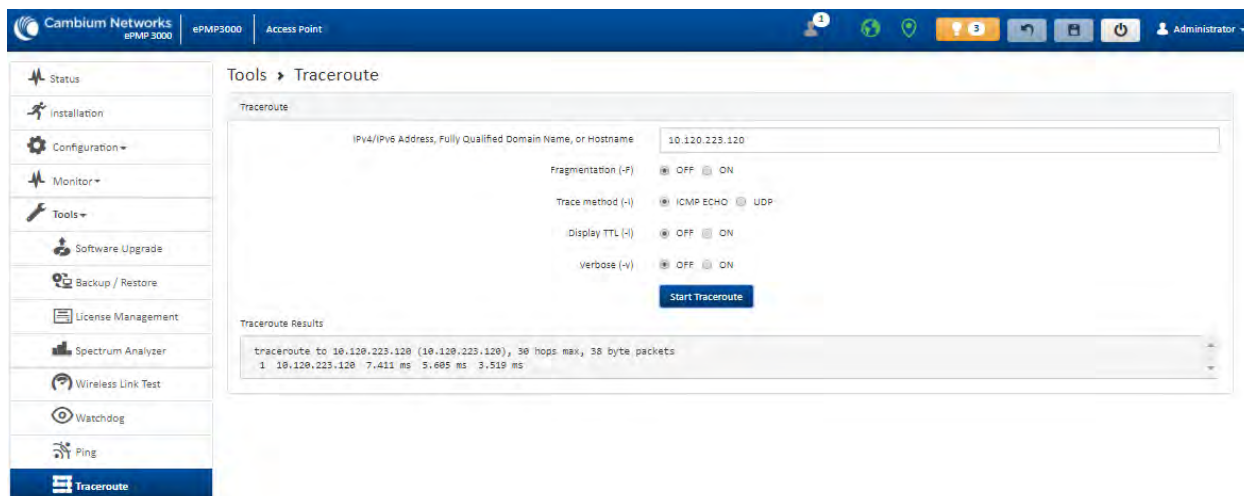 Cambium Networks
ePMP 3000
ePMP3000
Access Point
1
3
Administrator
Status
Installation
Configuration
Monitor
Tools
Software Upgrade
Backup / Restore
License Management
Spectrum Analyzer
Wireless Link Test
Watchdog
Ping
Traceroute
Tools > Traceroute
Traceroute
IPv4/IPv6 Address, Fully Qualified Domain Name, or Hostname 10.120.223.120
Fragmentation (-F) OFF ON
Trace method (-I) ICMP ECHO UDP
Display TTL (-l) OFF ON
Verbose (-v) OFF ON
Start Traceroute
Traceroute Results
traceroute to 10.120.223.120 (10.120.223.120), 30 hops max, 38 byte packets
1 10.120.223.120 7.411 ms 5.605 ms 3.519 ms